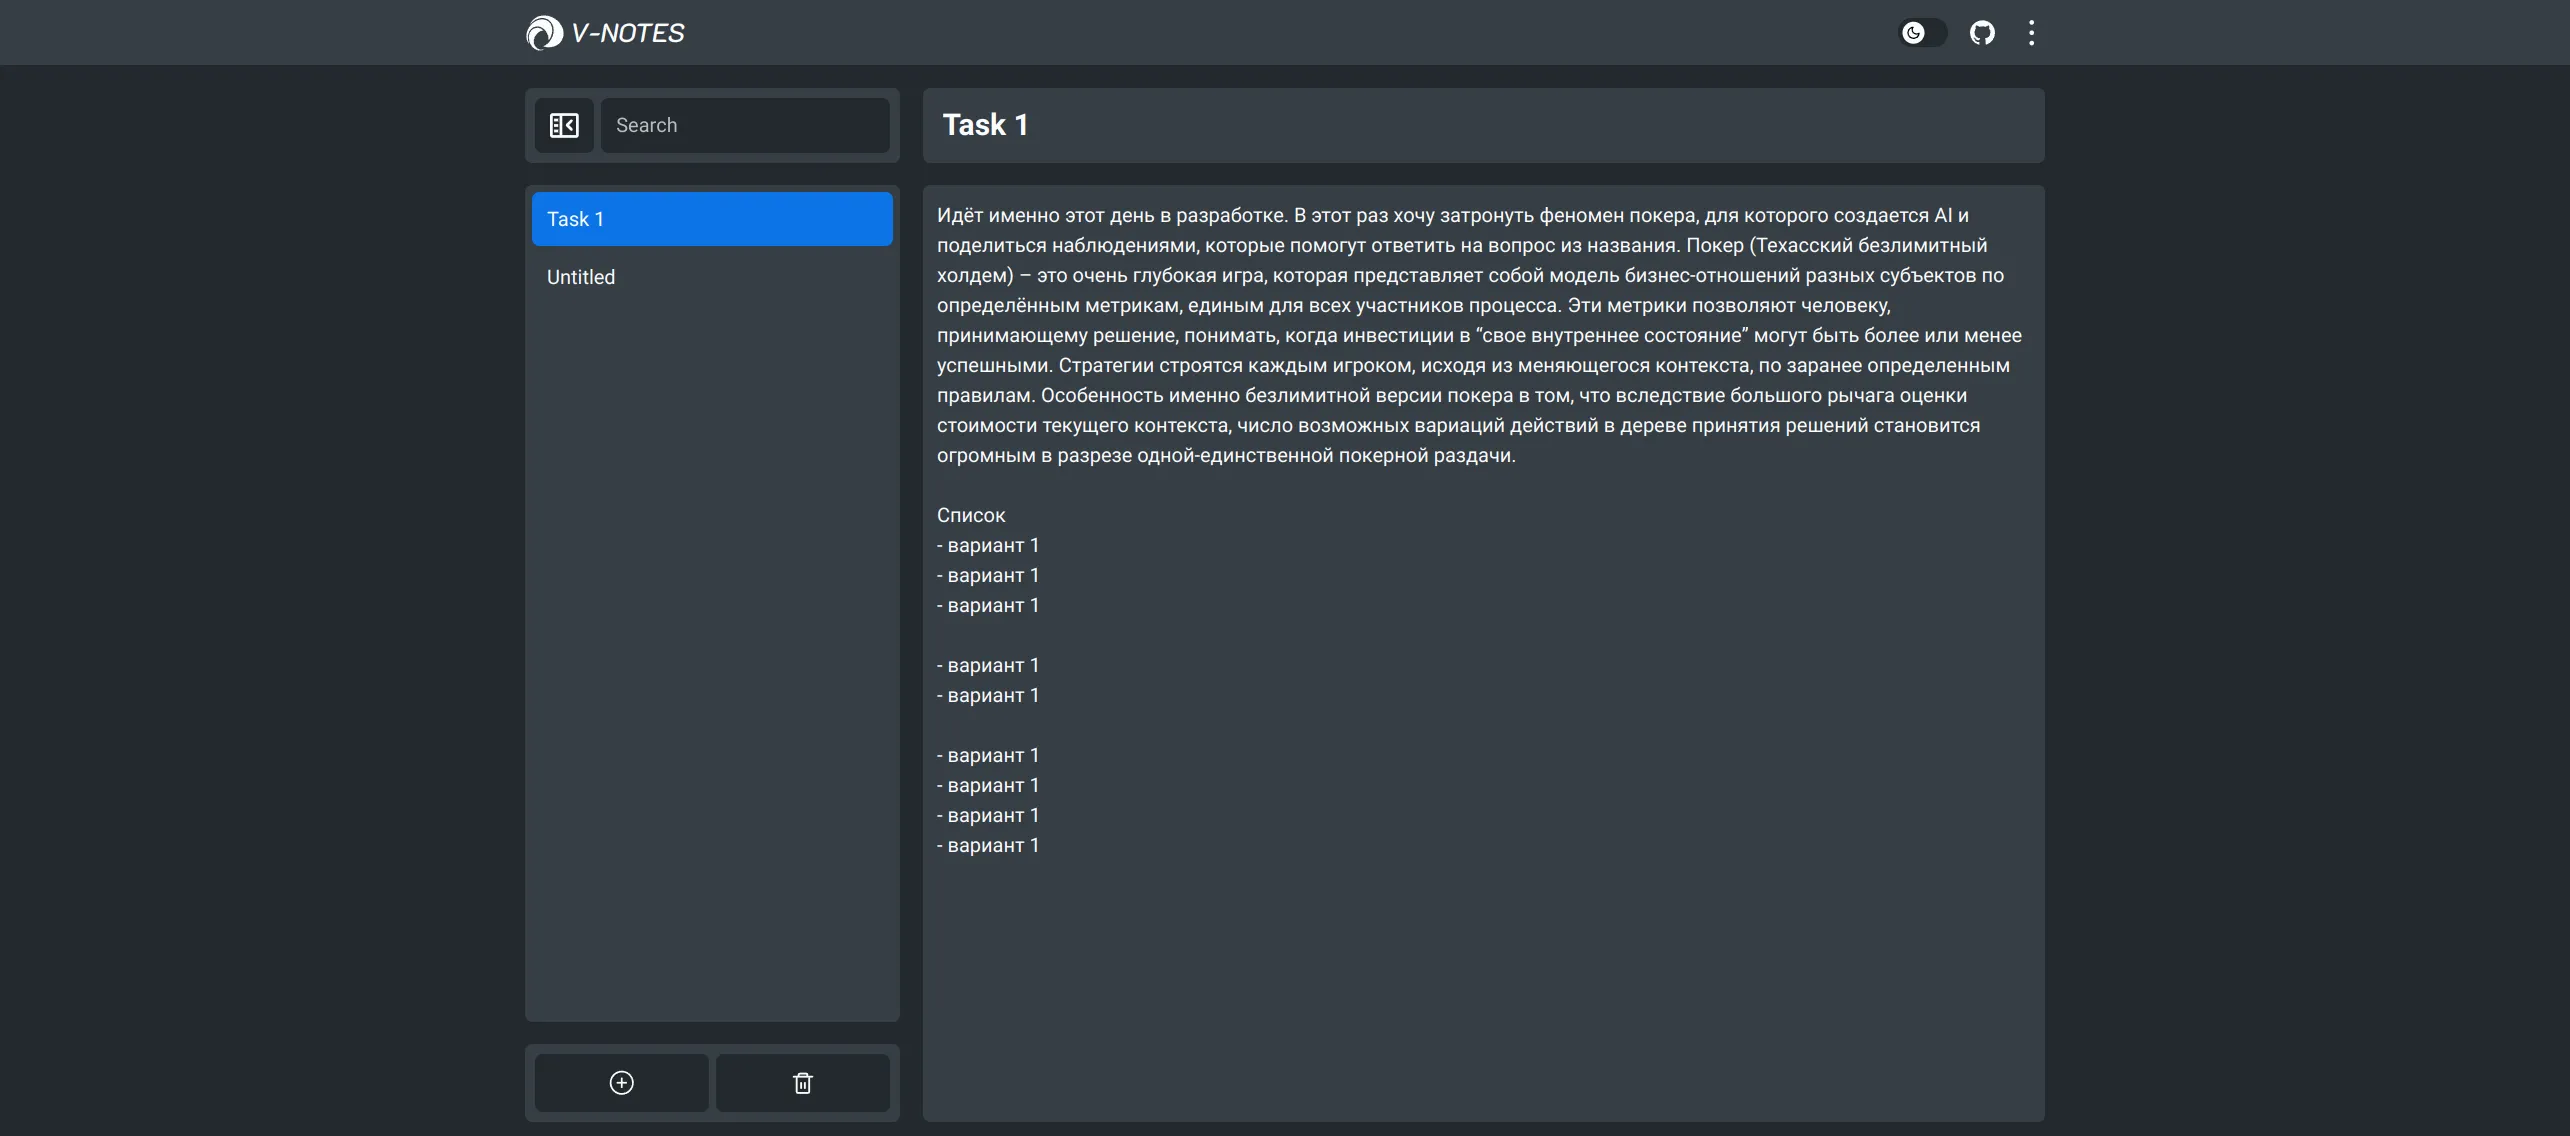 V-NOTES
Search
Task 1
Untitled
Task 1
Идёт именно этот день в разработке. В этот раз хочу затронуть феномен покера, для которого создается AI и
поделиться наблюдениями, которые помогут ответить на вопрос из названия. Покер (Техасский безлимитный
холдем) – это очень глубокая игра, которая представляет собой модель бизнес-отношений разных субъектов по
определённым метрикам, единым для всех участников процесса. Эти метрики позволяют человеку,
принимающему решение, понимать, когда инвестиции в “свое внутреннее состояние” могут быть более или менее
успешными. Стратегии строятся каждым игроком, исходя из меняющегося контекста, по заранее определенным
правилам. Особенность именно безлимитной версии покера в том, что вследствие большого рычага оценки
стоимости текущего контекста, число возможных вариаций действий в дереве принятия решений становится
огромным в разрезе одной-единственной покерной раздачи.
Список
- вариант 1
- вариант 1
- вариант 1
- вариант 1
- вариант 1
- вариант 1
- вариант 1
- вариант 1
- вариант 1